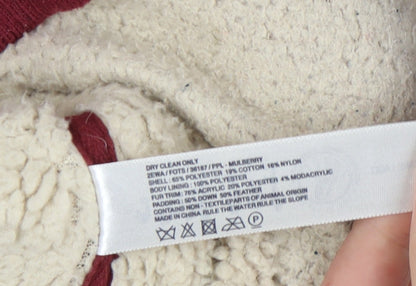 DRY CLEAN ONLY
ZEWA / FOTS / 36187 / PPL - MULBERRY
SHELL: 65% POLYESTER 19% COTTON 16% NYLON
BODY LINING: 100% POLYESTER
FUR TRIM: 76% ACRYLIC 20% POLYESTER 4% MODACRYLIC
PADDING: 50% DOWN 50% FEATHER
CONTAINS NON - TEXTILEPARTS OF ANIMAL ORIGIN
MADE IN CHINA RULE THE WATER RULE THE SLOPE
P